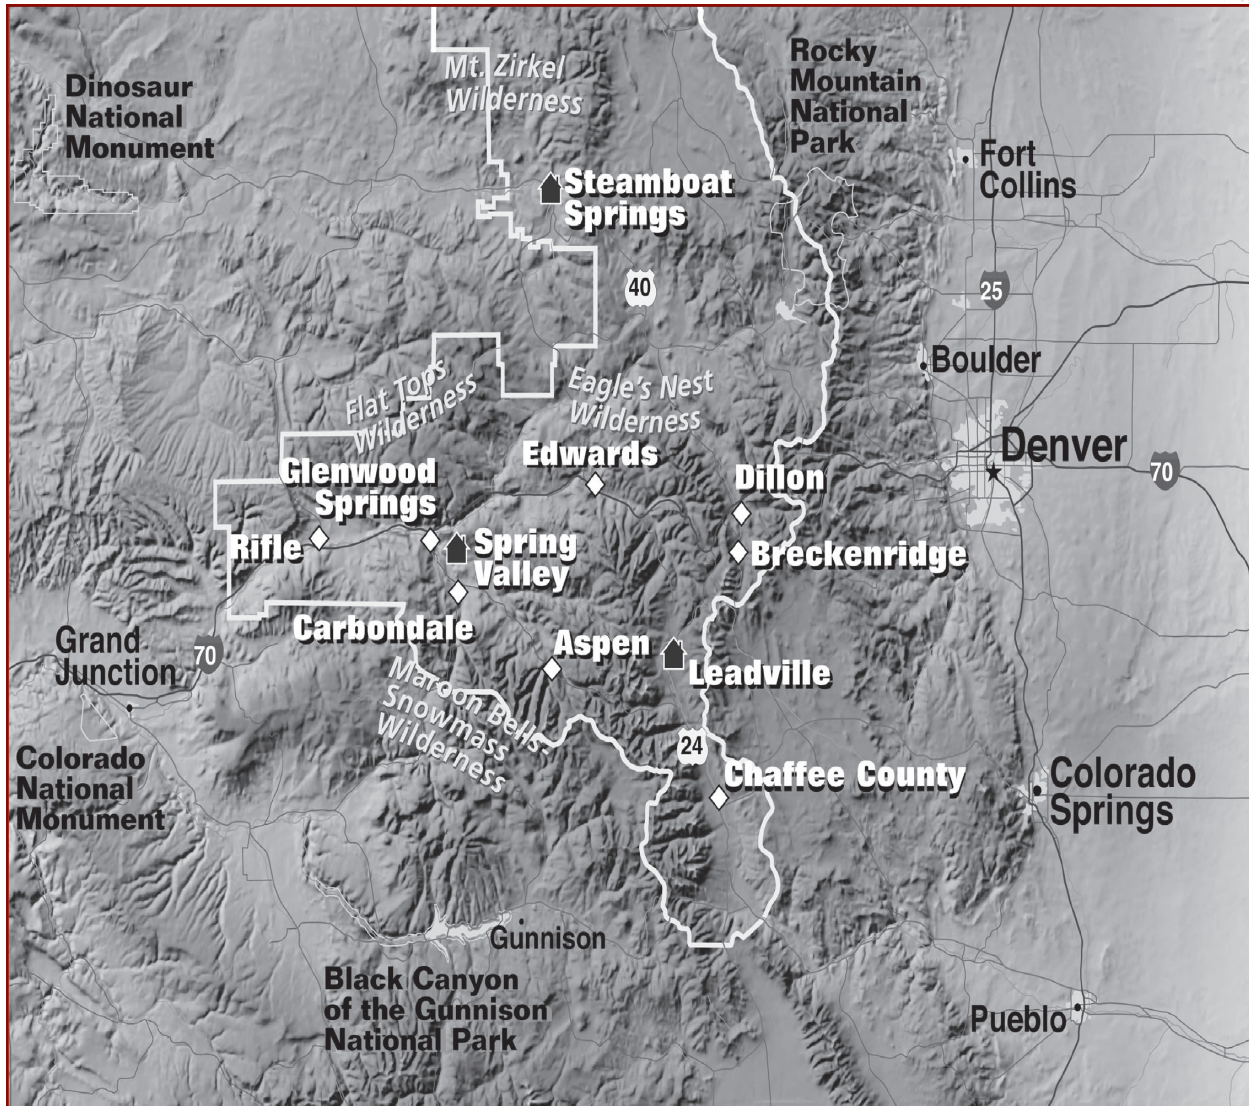 Mt. Zirkel
Wilderness
Rocky
Mountain
National
Park
Dinosaur
National
Monument
Fort
Collins
Steamboat
Springs
40
25
Boulder
Flat Tops
Wilderness
Eagle's Nest
Wilderness
Denver
70
Edwards
Glenwood
Springs
Dillon
Rifle
Spring
Valley
Breckenridge
Carbondale
Grand
Junction
70
Aspen
Leadville
Maroon Bells-
Snowmass
Wilderness
24
Colorado
National
Monument
Chaffee County
Colorado
Springs
Gunnison
Black Canyon
of the Gunnison
National Park
Pueblo